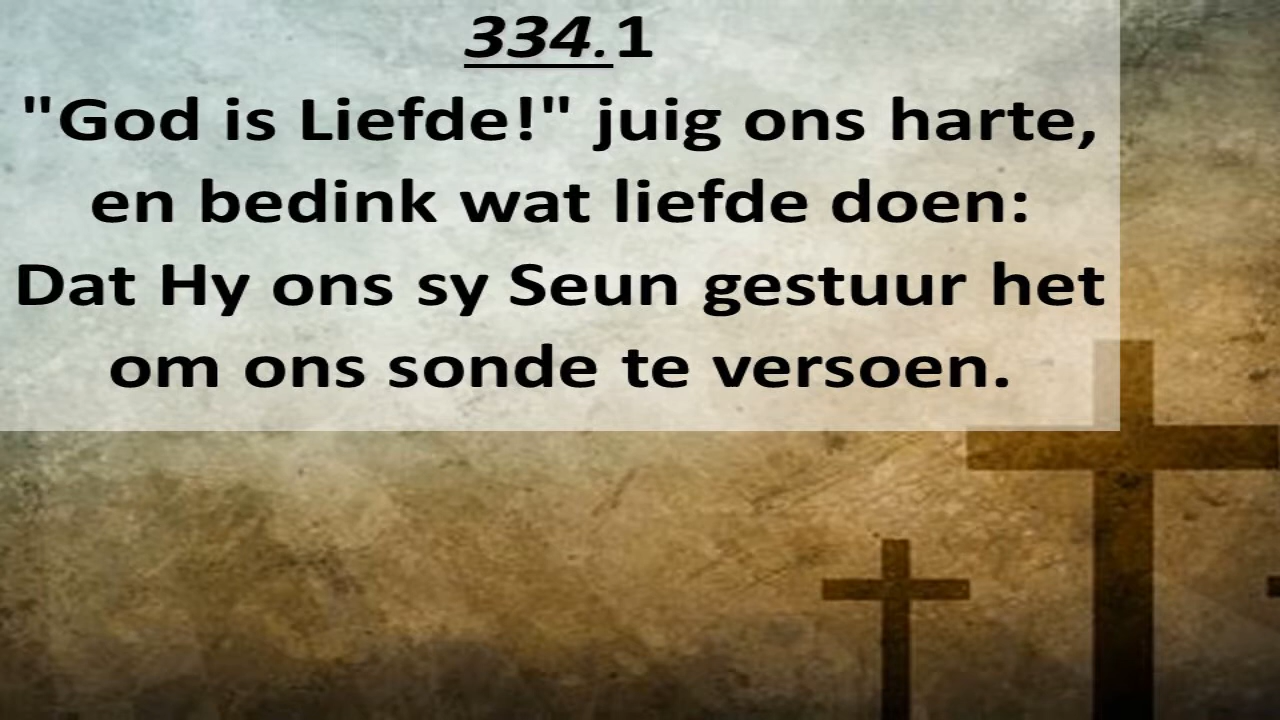 334.1
"God is Liefde!" juig ons harte,
en bedink wat liefde doen:
Dat Hy ons sy Seun gestuur het
om ons sonde te versoen.